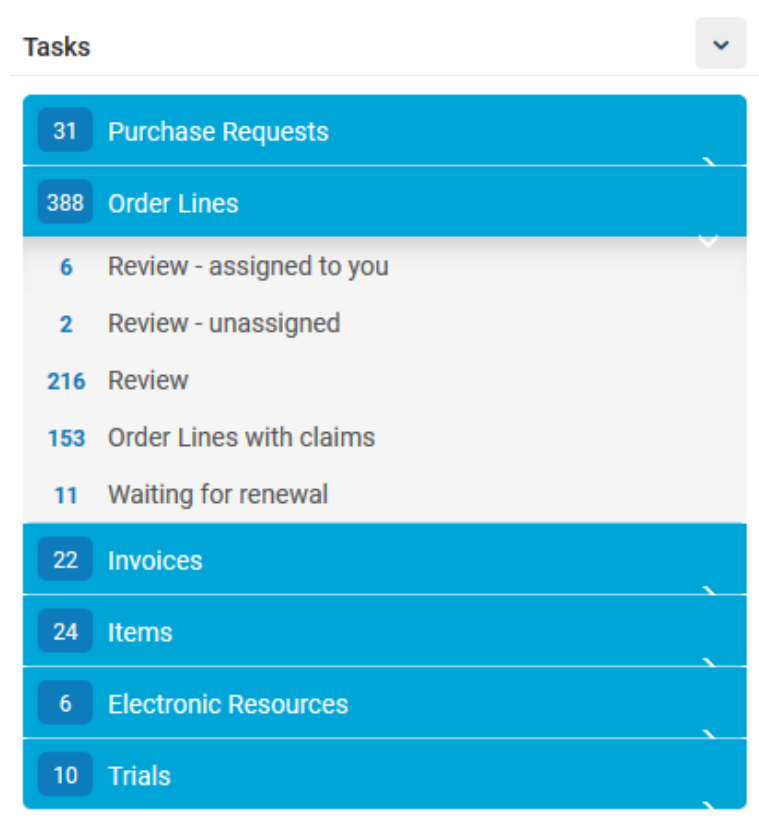 Tasks
31 Purchase Requests
388 Order Lines
6 Review - assigned to you
2 Review - unassigned
216 Review
153 Order Lines with claims
11 Waiting for renewal
22 Invoices
24 Items
6 Electronic Resources
10 Trials